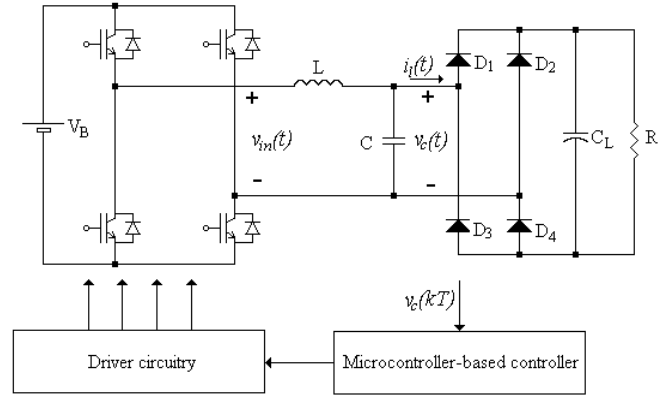 L
i_l(t)
D_1
D_2
+
+
V_B
v_in(t)
C
v_c(t)
C_L
R
-
-
D_3
D_4
v_c(kT)
Driver circuitry
Microcontroller-based controller